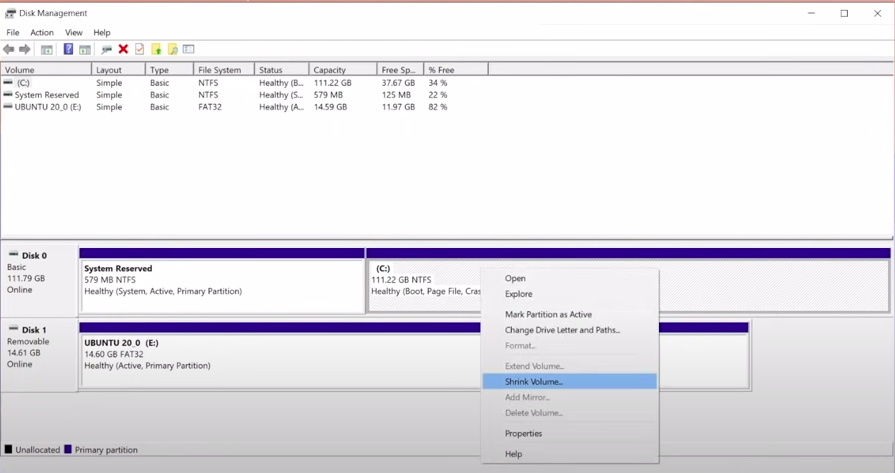 Disk Management
File Action View Help
Volume Layout Type File System Status Capacity Free Sp... % Free
(C:) Simple Basic NTFS Healthy (B... 111.22 GB 37.67 GB 34 %
System Reserved Simple Basic NTFS Healthy (S... 579 MB 125 MB 22 %
UBUNTU 20_0 (E:) Simple Basic FAT32 Healthy (A... 14.59 GB 11.97 GB 82 %
Disk 0
Basic
111.79 GB
Online
System Reserved
579 MB NTFS
Healthy (System, Active, Primary Partition)
(C:)
111.22 GB NTFS
Healthy (Boot, Page File, Cras
Disk 1
Removable
14.61 GB
Online
UBUNTU 20_0 (E:)
14.60 GB FAT32
Healthy (Active, Primary Partition)
Open
Explore
Mark Partition as Active
Change Drive Letter and Paths...
Format...
Extend Volume...
Shrink Volume...
Add Mirror...
Delete Volume...
Properties
Help
Unallocated Primary partition